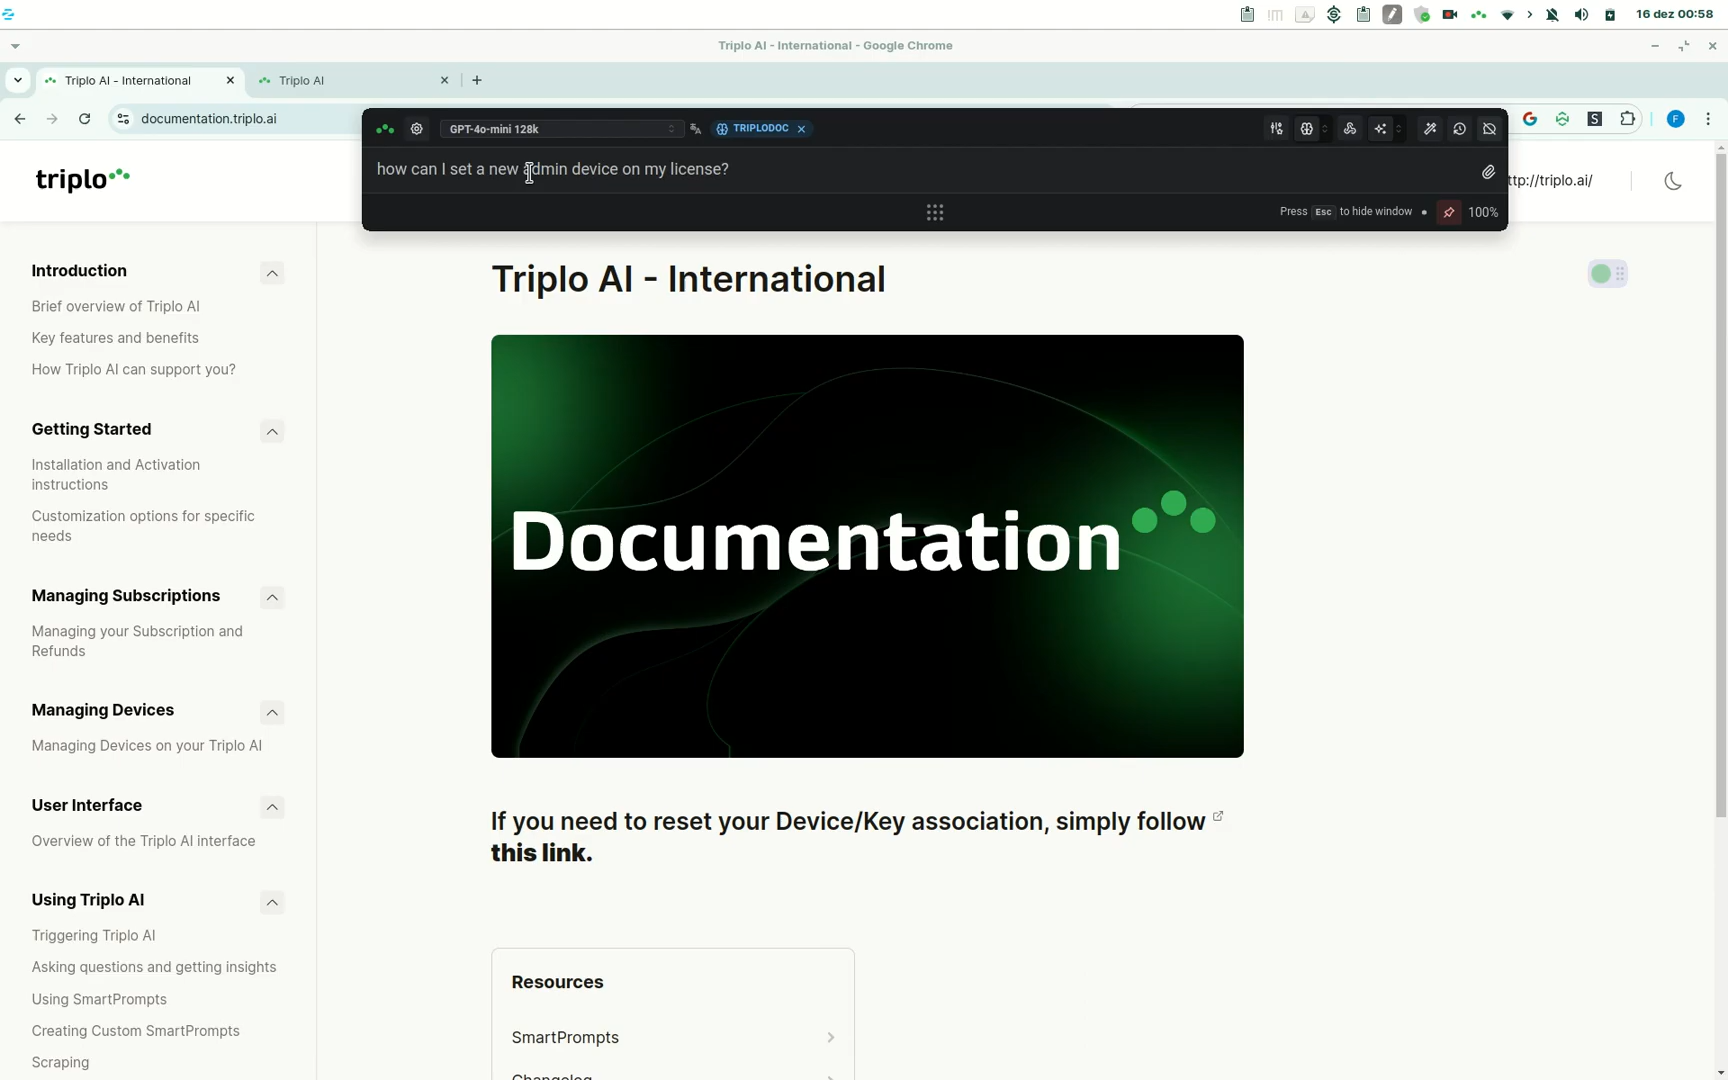 16 dez 00:58
Triplo AI - International - Google Chrome
Triplo AI - International
Triplo AI
documentation.triplo.ai
GPT-4o-mini 128k
TRIPLODOC
how can I set a new admin device on my license?
Press Esc to hide window
100%
triplo
ttp://triplo.ai/
Introduction
Brief overview of Triplo AI
Key features and benefits
How Triplo AI can support you?
Getting Started
Installation and Activation
instructions
Customization options for specific
needs
Managing Subscriptions
Managing your Subscription and
Refunds
Managing Devices
Managing Devices on your Triplo AI
User Interface
Overview of the Triplo AI interface
Using Triplo AI
Triggering Triplo AI
Asking questions and getting insights
Using SmartPrompts
Creating Custom SmartPrompts
Scraping
Triplo AI - International
Documentation
If you need to reset your Device/Key association, simply follow
this link.
Resources
SmartPrompts
Changelog